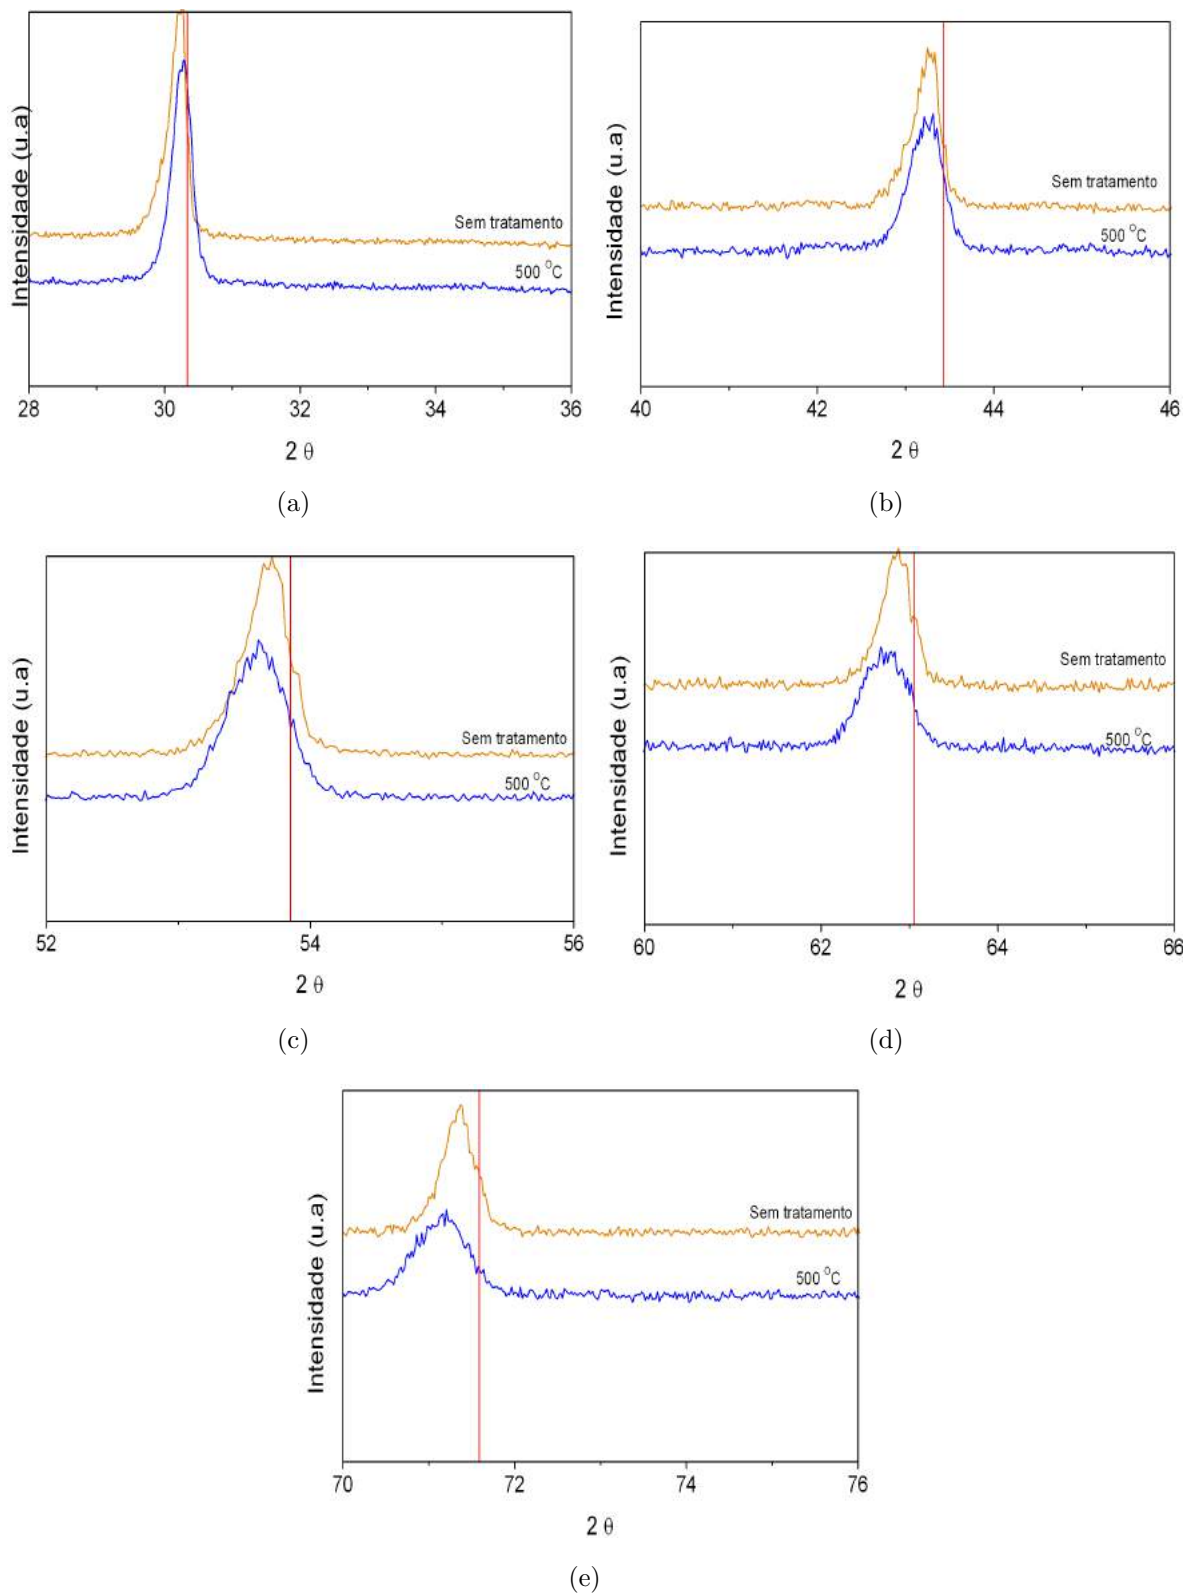 Intensidade (u.a)
Sem tratamento
500 °C
28 30 32 34 36
2 θ
(a)
Intensidade (u.a)
Sem tratamento
500 °C
40 42 44 46
2 θ
(b)
Intensidade (u.a)
Sem tratamento
500 °C
52 54 56
2 θ
(c)
Intensidade (u.a)
Sem tratamento
500 °C
60 62 64 66
2 θ
(d)
Intensidade (u.a)
Sem tratamento
500 °C
70 72 74 76
2 θ
(e)